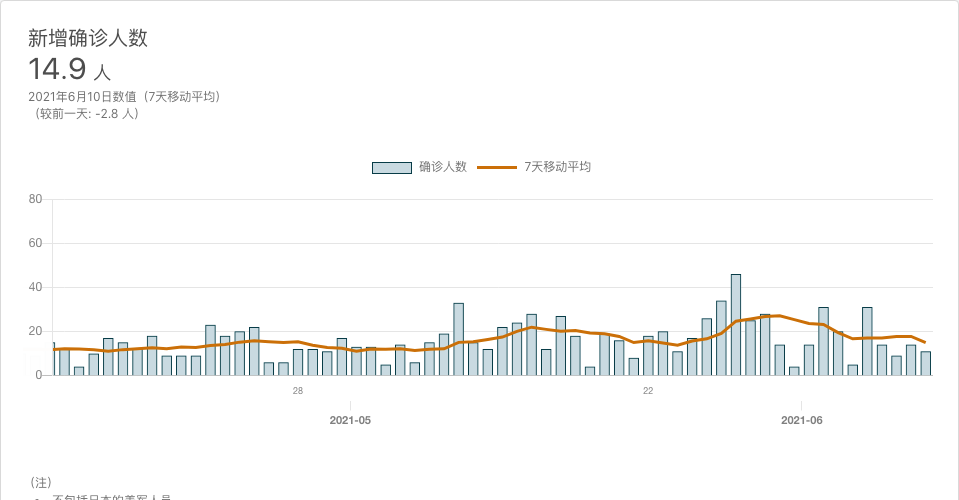 新增确诊人数
14.9 人
2021年6月10日数值（7天移动平均）
（较前一天: -2.8 人）
确诊人数 7天移动平均
80
60
40
20
0
28 22
2021-05 2021-06
（注）